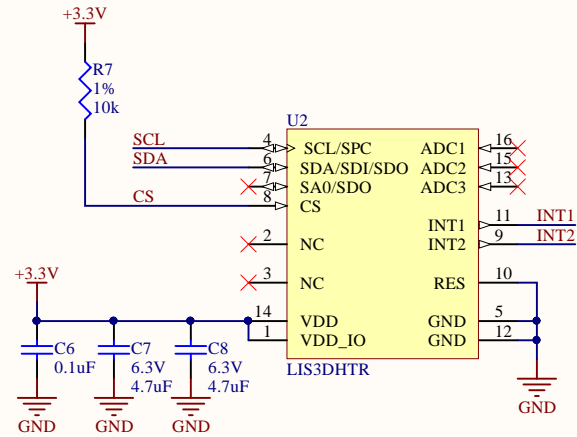 +3.3V
R7
1%
10k
U2
SCL 4 SCL/SPC ADC1 16
SDA 6 SDA/SDI/SDO ADC2 15
7 SA0/SDO ADC3 13
CS 8 CS
INT1 11 INT1
2 NC INT2 9 INT2
+3.3V
3 NC RES 10
14 VDD GND 5
1 VDD_IO GND 12
C6
0.1uF
C7
6.3V
4.7uF
C8
6.3V
4.7uF
LIS3DHTR
GND
GND
GND
GND